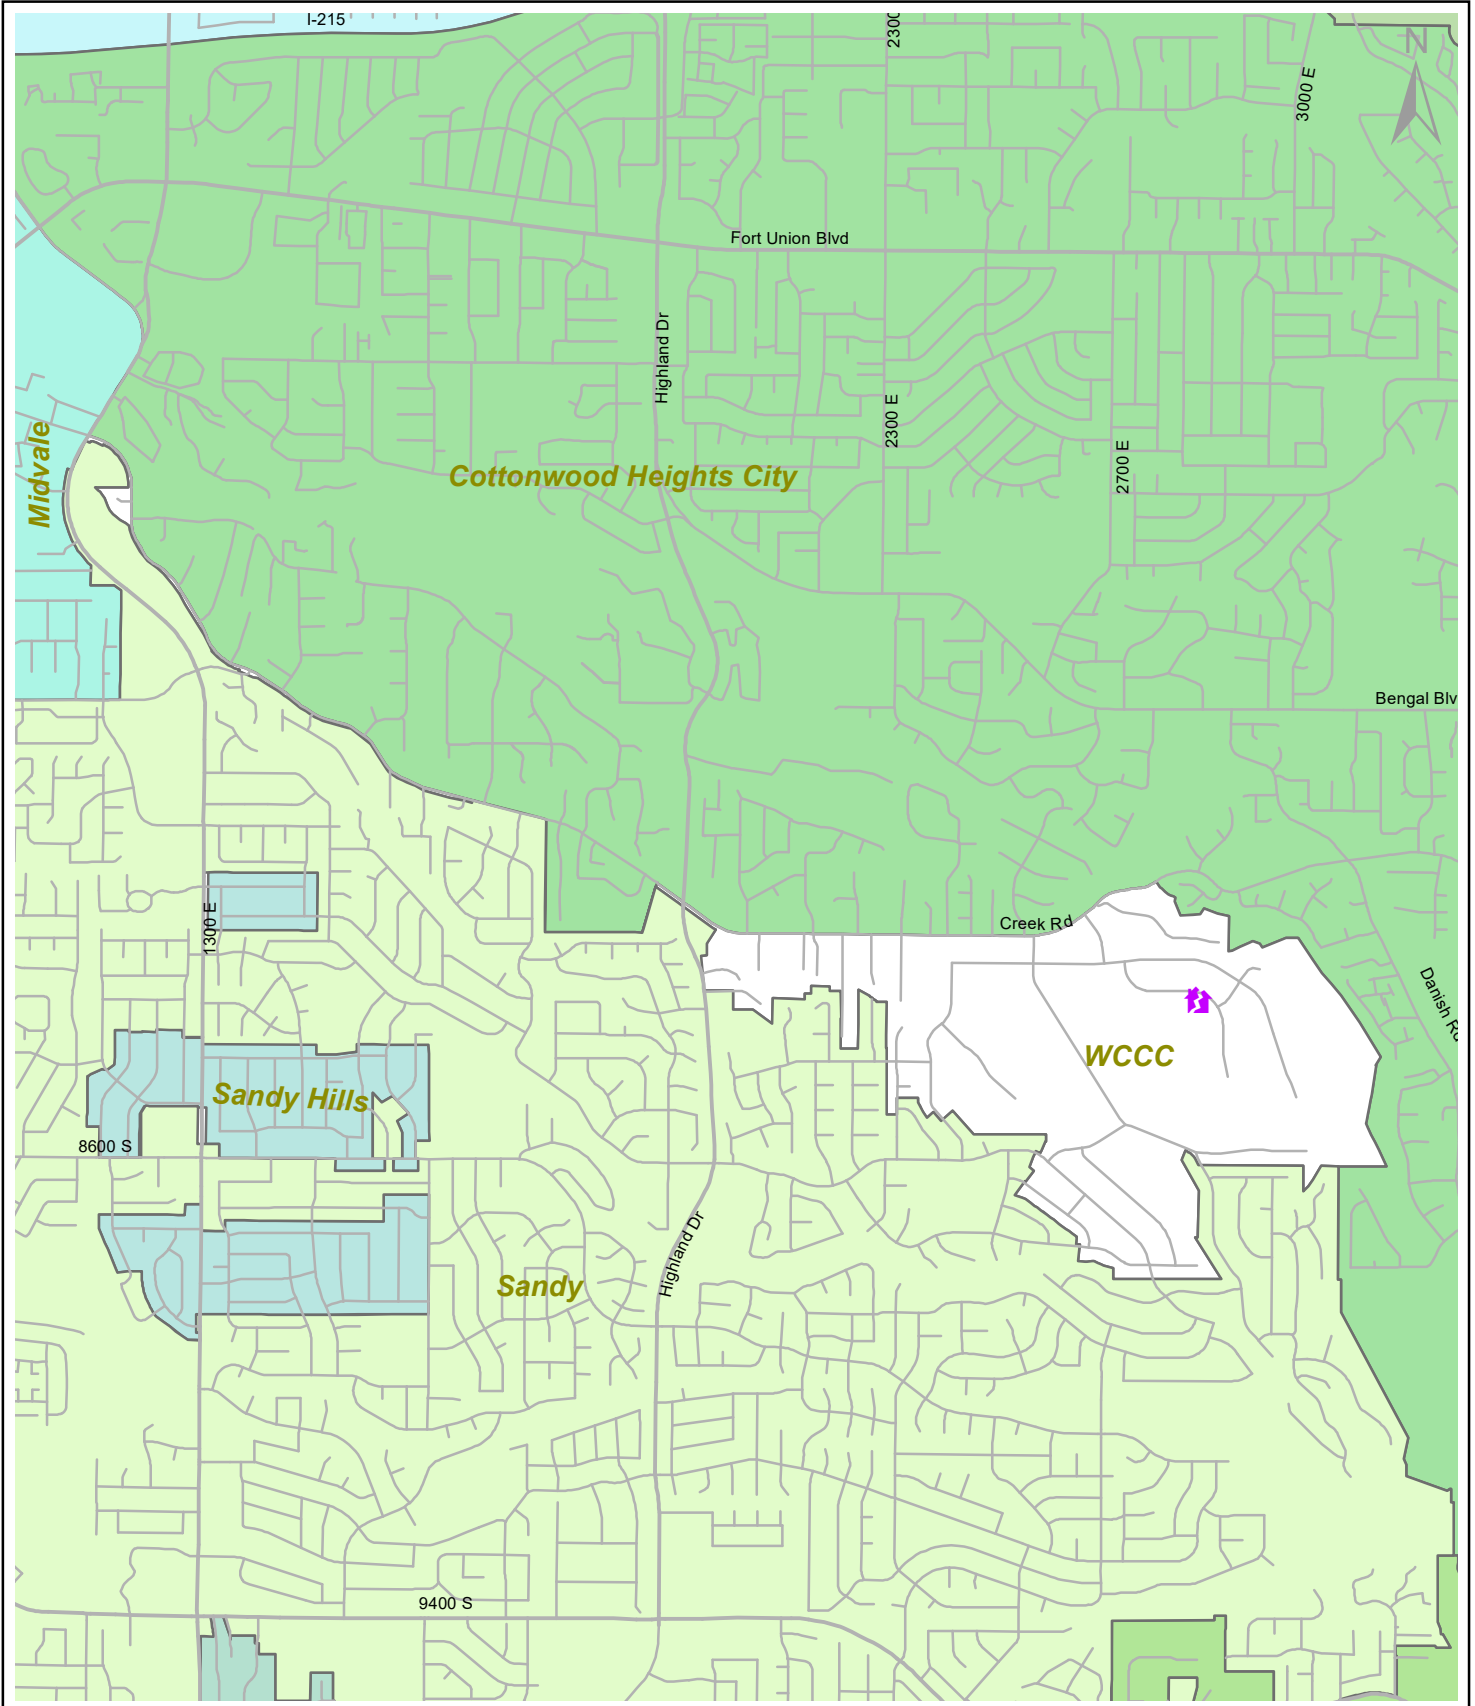 I-215
2300
3000 E
N
Fort Union Blvd
Highland Dr
2300 E
Midvale
Cottonwood Heights City
2700 E
Bengal Blv
1300 E
Creek Rd
Danish Rd
WCCC
Sandy Hills
8600 S
Highland Dr
Sandy
9400 S